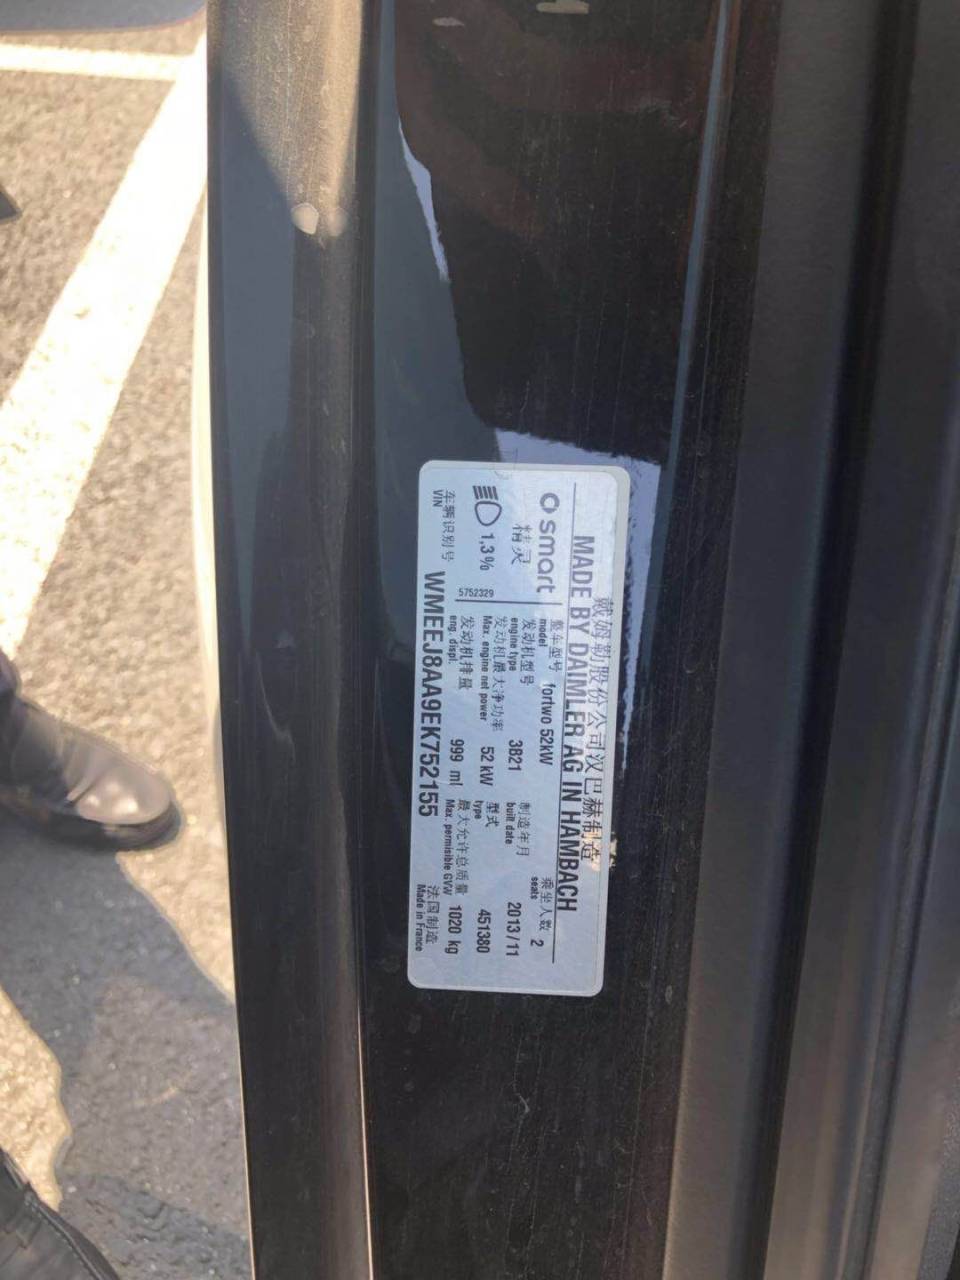 戴姆勒股份公司汉巴赫制造
MADE BY DAIMLER AG IN HAMBACH
smart
精灵
整车型号 fortwo 52kW
model
乘坐人数 2
seats
发动机型号 3B21
engine type
制造年月 2013/11
built date
1,3%
发动机最大净功率 52 kW
Max. engine net power
型式 451380
type
5752329
发动机排量 999 ml
eng. displ.
最大允许总质量 1020 kg
Max. permisible GVW
车辆识别号 WMEEJ8AA9EK752155
VIN
法国制造
Made in France